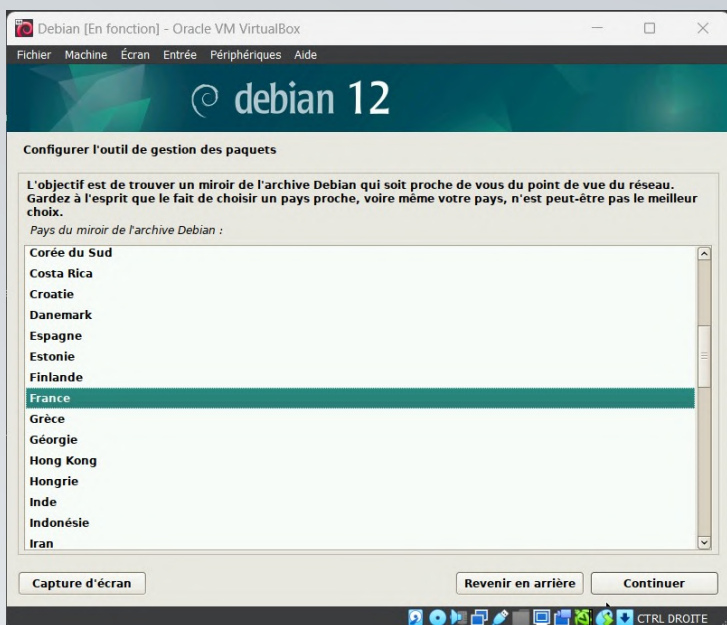 Debian [En fonction] - Oracle VM VirtualBox
Fichier Machine Écran Entrée Périphériques Aide
debian 12
Configurer l'outil de gestion des paquets
L'objectif est de trouver un miroir de l'archive Debian qui soit proche de vous du point de vue du réseau.
Gardez à l'esprit que le fait de choisir un pays proche, voire même votre pays, n'est peut-être pas le meilleur
choix.
Pays du miroir de l'archive Debian :
Corée du Sud
Costa Rica
Croatie
Danemark
Espagne
Estonie
Finlande
France
Grèce
Géorgie
Hong Kong
Hongrie
Inde
Indonésie
Iran
Capture d'écran Revenir en arrière Continuer
CTRL DROITE